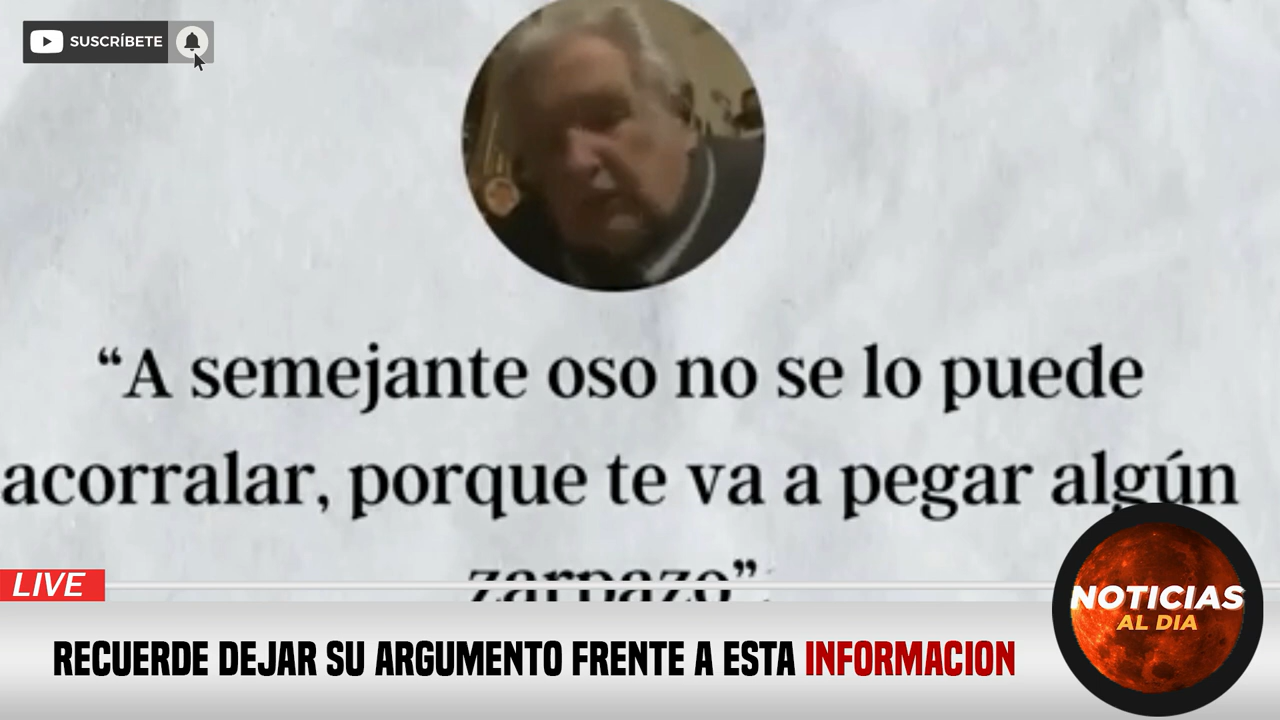 SUSCRÍBETE
“A semejante oso no se lo puede
acorralar, porque te va a pegar algún
zarpazo”.
LIVE
NOTICIAS
AL DIA
RECUERDE DEJAR SU ARGUMENTO FRENTE A ESTA INFORMACION